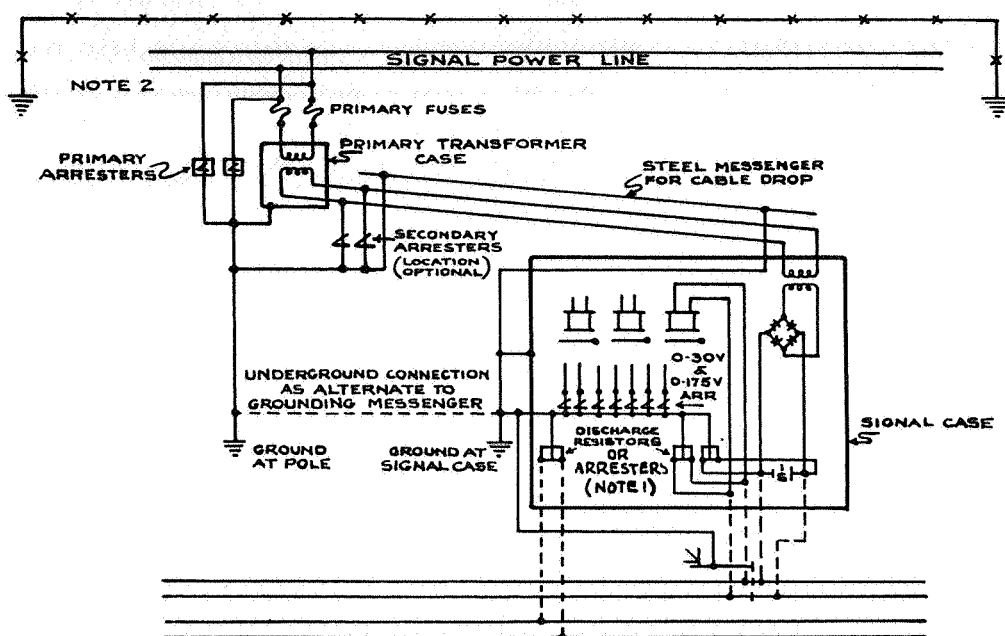 SIGNAL POWER LINE
NOTE 2
PRIMARY FUSES
PRIMARY
ARRESTERS
PRIMARY TRANSFORMER
CASE
STEEL MESSENGER
FOR CABLE DROP
SECONDARY
ARRESTERS
(LOCATION
OPTIONAL)
0-30V
&
0-175V
ARR
UNDERGROUND CONNECTION
AS ALTERNATE TO
GROUNDING MESSENGER
SIGNAL CASE
GROUND
AT POLE
GROUND AT
SIGNAL CASE
DISCHARGE
RESISTORS
OR
ARRESTERS
(NOTE 1)